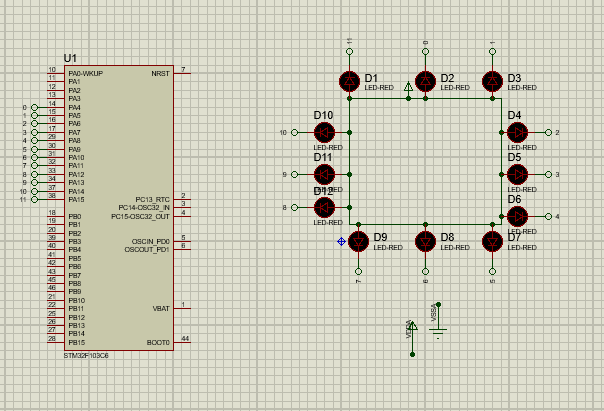 U1
10 PA0-WKUP NRST 7
11 PA1
12 PA2
13 PA3
0 14 PA4
1 15 PA5
2 16 PA6
3 17 PA7
4 29 PA8
5 30 PA9
6 31 PA10
7 32 PA11
8 33 PA12
9 34 PA13
10 37 PA14
11 38 PA15 PC13_RTC 2
PC14-OSC32_IN 3
18 PB0 PC15-OSC32_OUT 4
19 PB1
20 PB2
39 PB3 OSCIN_PD0 5
40 PB4 OSCOUT_PD1 6
41 PB5
42 PB6
43 PB7
45 PB8
46 PB9
21 PB10
22 PB11 VBAT 1
25 PB12
26 PB13
27 PB14
28 PB15 BOOT0 44
STM32F103C6
11
0
1
D1
LED-RED
D2
LED-RED
D3
LED-RED
D10
10
LED-RED
D4
2
LED-RED
D11
9
LED-RED
D5
3
LED-RED
D12
8
LED-RED
D6
4
LED-RED
D9
LED-RED
D8
LED-RED
D7
LED-RED
7
6
5
VDDA
VSSA